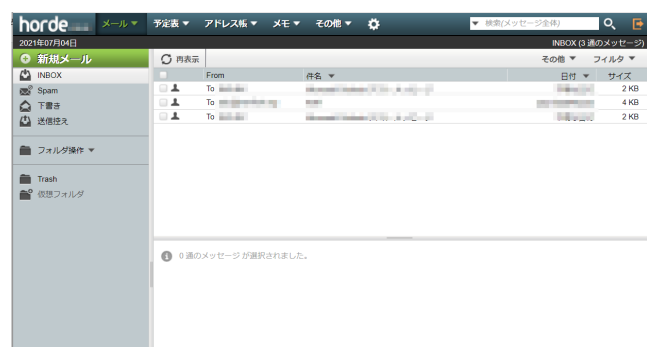 horde メール 予定表 アドレス帳 メモ その他 検索(メッセージ全体)
2021年07月04日 INBOX (3 通のメッセージ)
新規メール 再表示 その他 フィルタ
INBOX From 件名 日付 サイズ
Spam To 2 KB
下書き To 4 KB
送信控え To 2 KB
フォルダ操作
Trash
仮想フォルダ
0 通のメッセージ が選択されました。